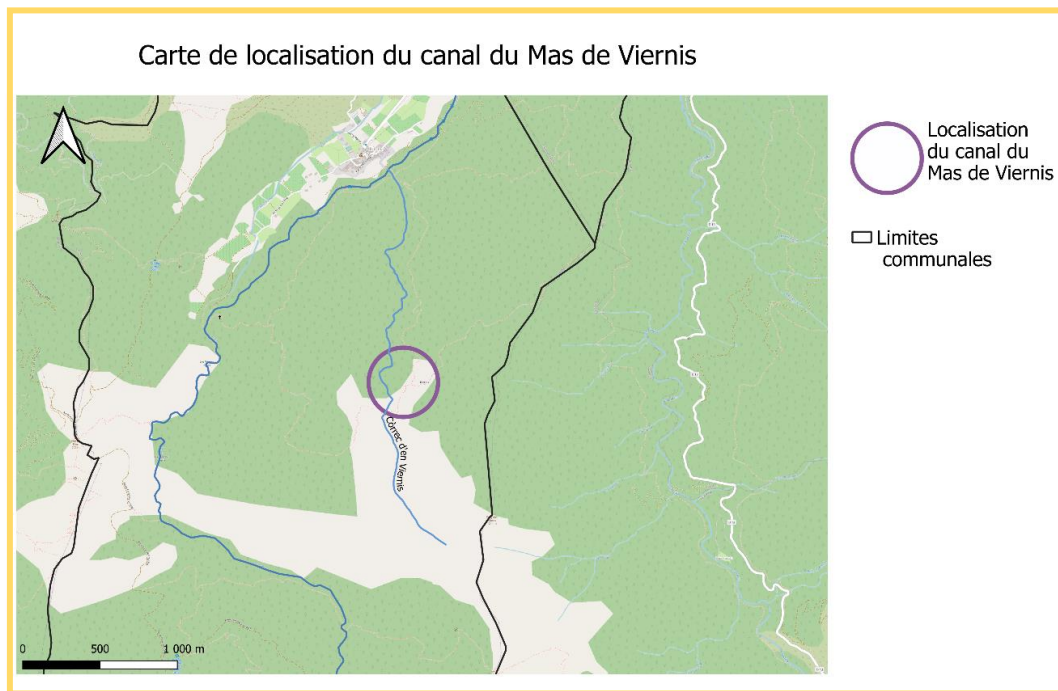 Carte de localisation du canal du Mas de Viernis
Localisation
du canal du
Mas de Viernis
Limites
communales
Còrrec d'en Viernis
0 500 1 000 m